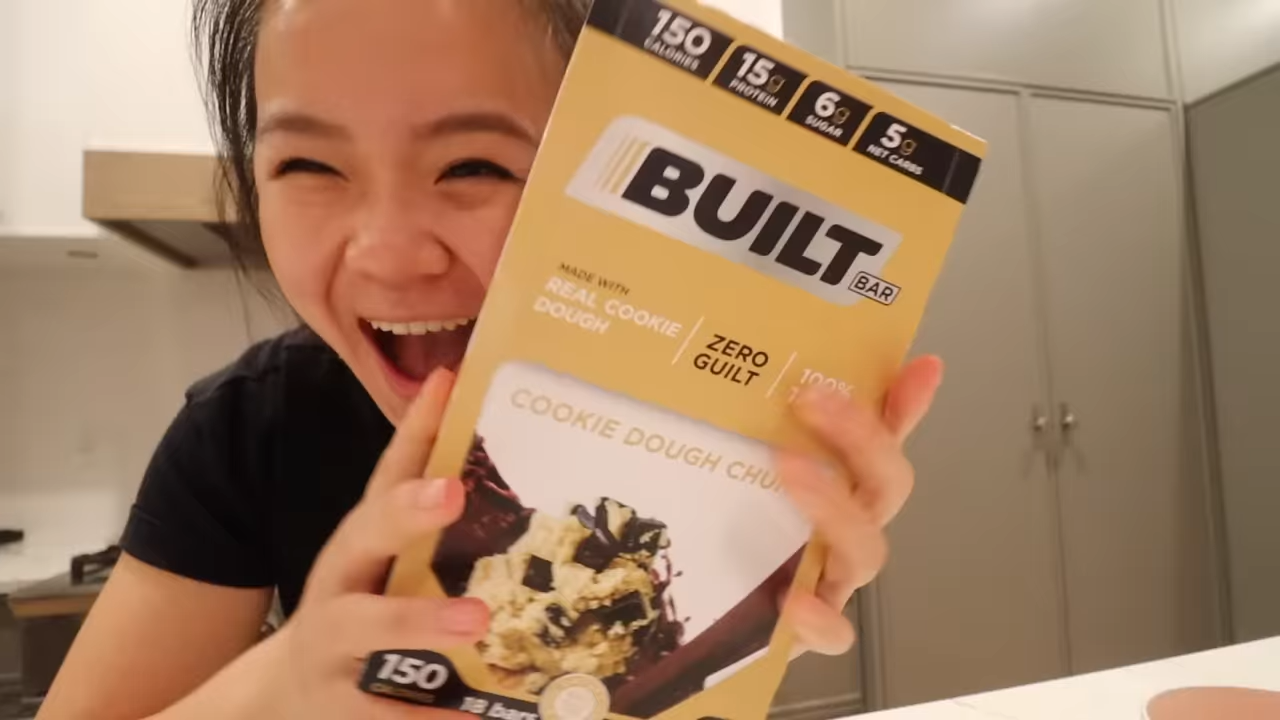 150
CALORIES
15g
PROTEIN
6g
SUGAR
5g
NET CARBS
BUILT
BAR
MADE WITH
REAL COOKIE
DOUGH
ZERO
GUILT
100%
COOKIE DOUGH
150
18 bars